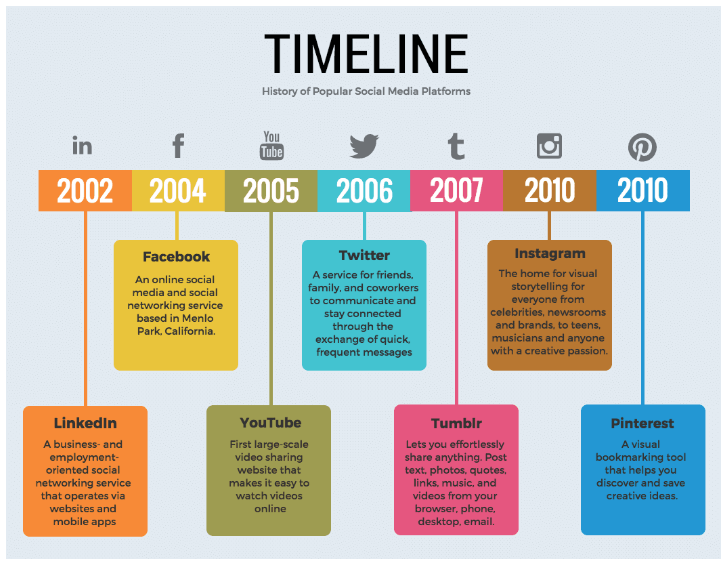 TIMELINE
History of Popular Social Media Platforms
in
f
You
Tube
t
2002
2004
2005
2006
2007
2010
2010
Facebook
An online social
media and social
networking service
based in Menlo
Park, California.
Twitter
A service for friends,
family, and coworkers
to communicate and
stay connected
through the
exchange of quick,
frequent messages
Instagram
The home for visual
storytelling for
everyone from
celebrities, newsrooms
and brands, to teens,
musicians and anyone
with a creative passion.
LinkedIn
A business- and
employment-
oriented social
networking service
that operates via
websites and
mobile apps
YouTube
First large-scale
video sharing
website that
makes it easy to
watch videos
online
Tumblr
Lets you effortlessly
share anything. Post
text, photos, quotes,
links, music, and
videos from your
browser, phone,
desktop, email.
Pinterest
A visual
bookmarking tool
that helps you
discover and save
creative ideas.